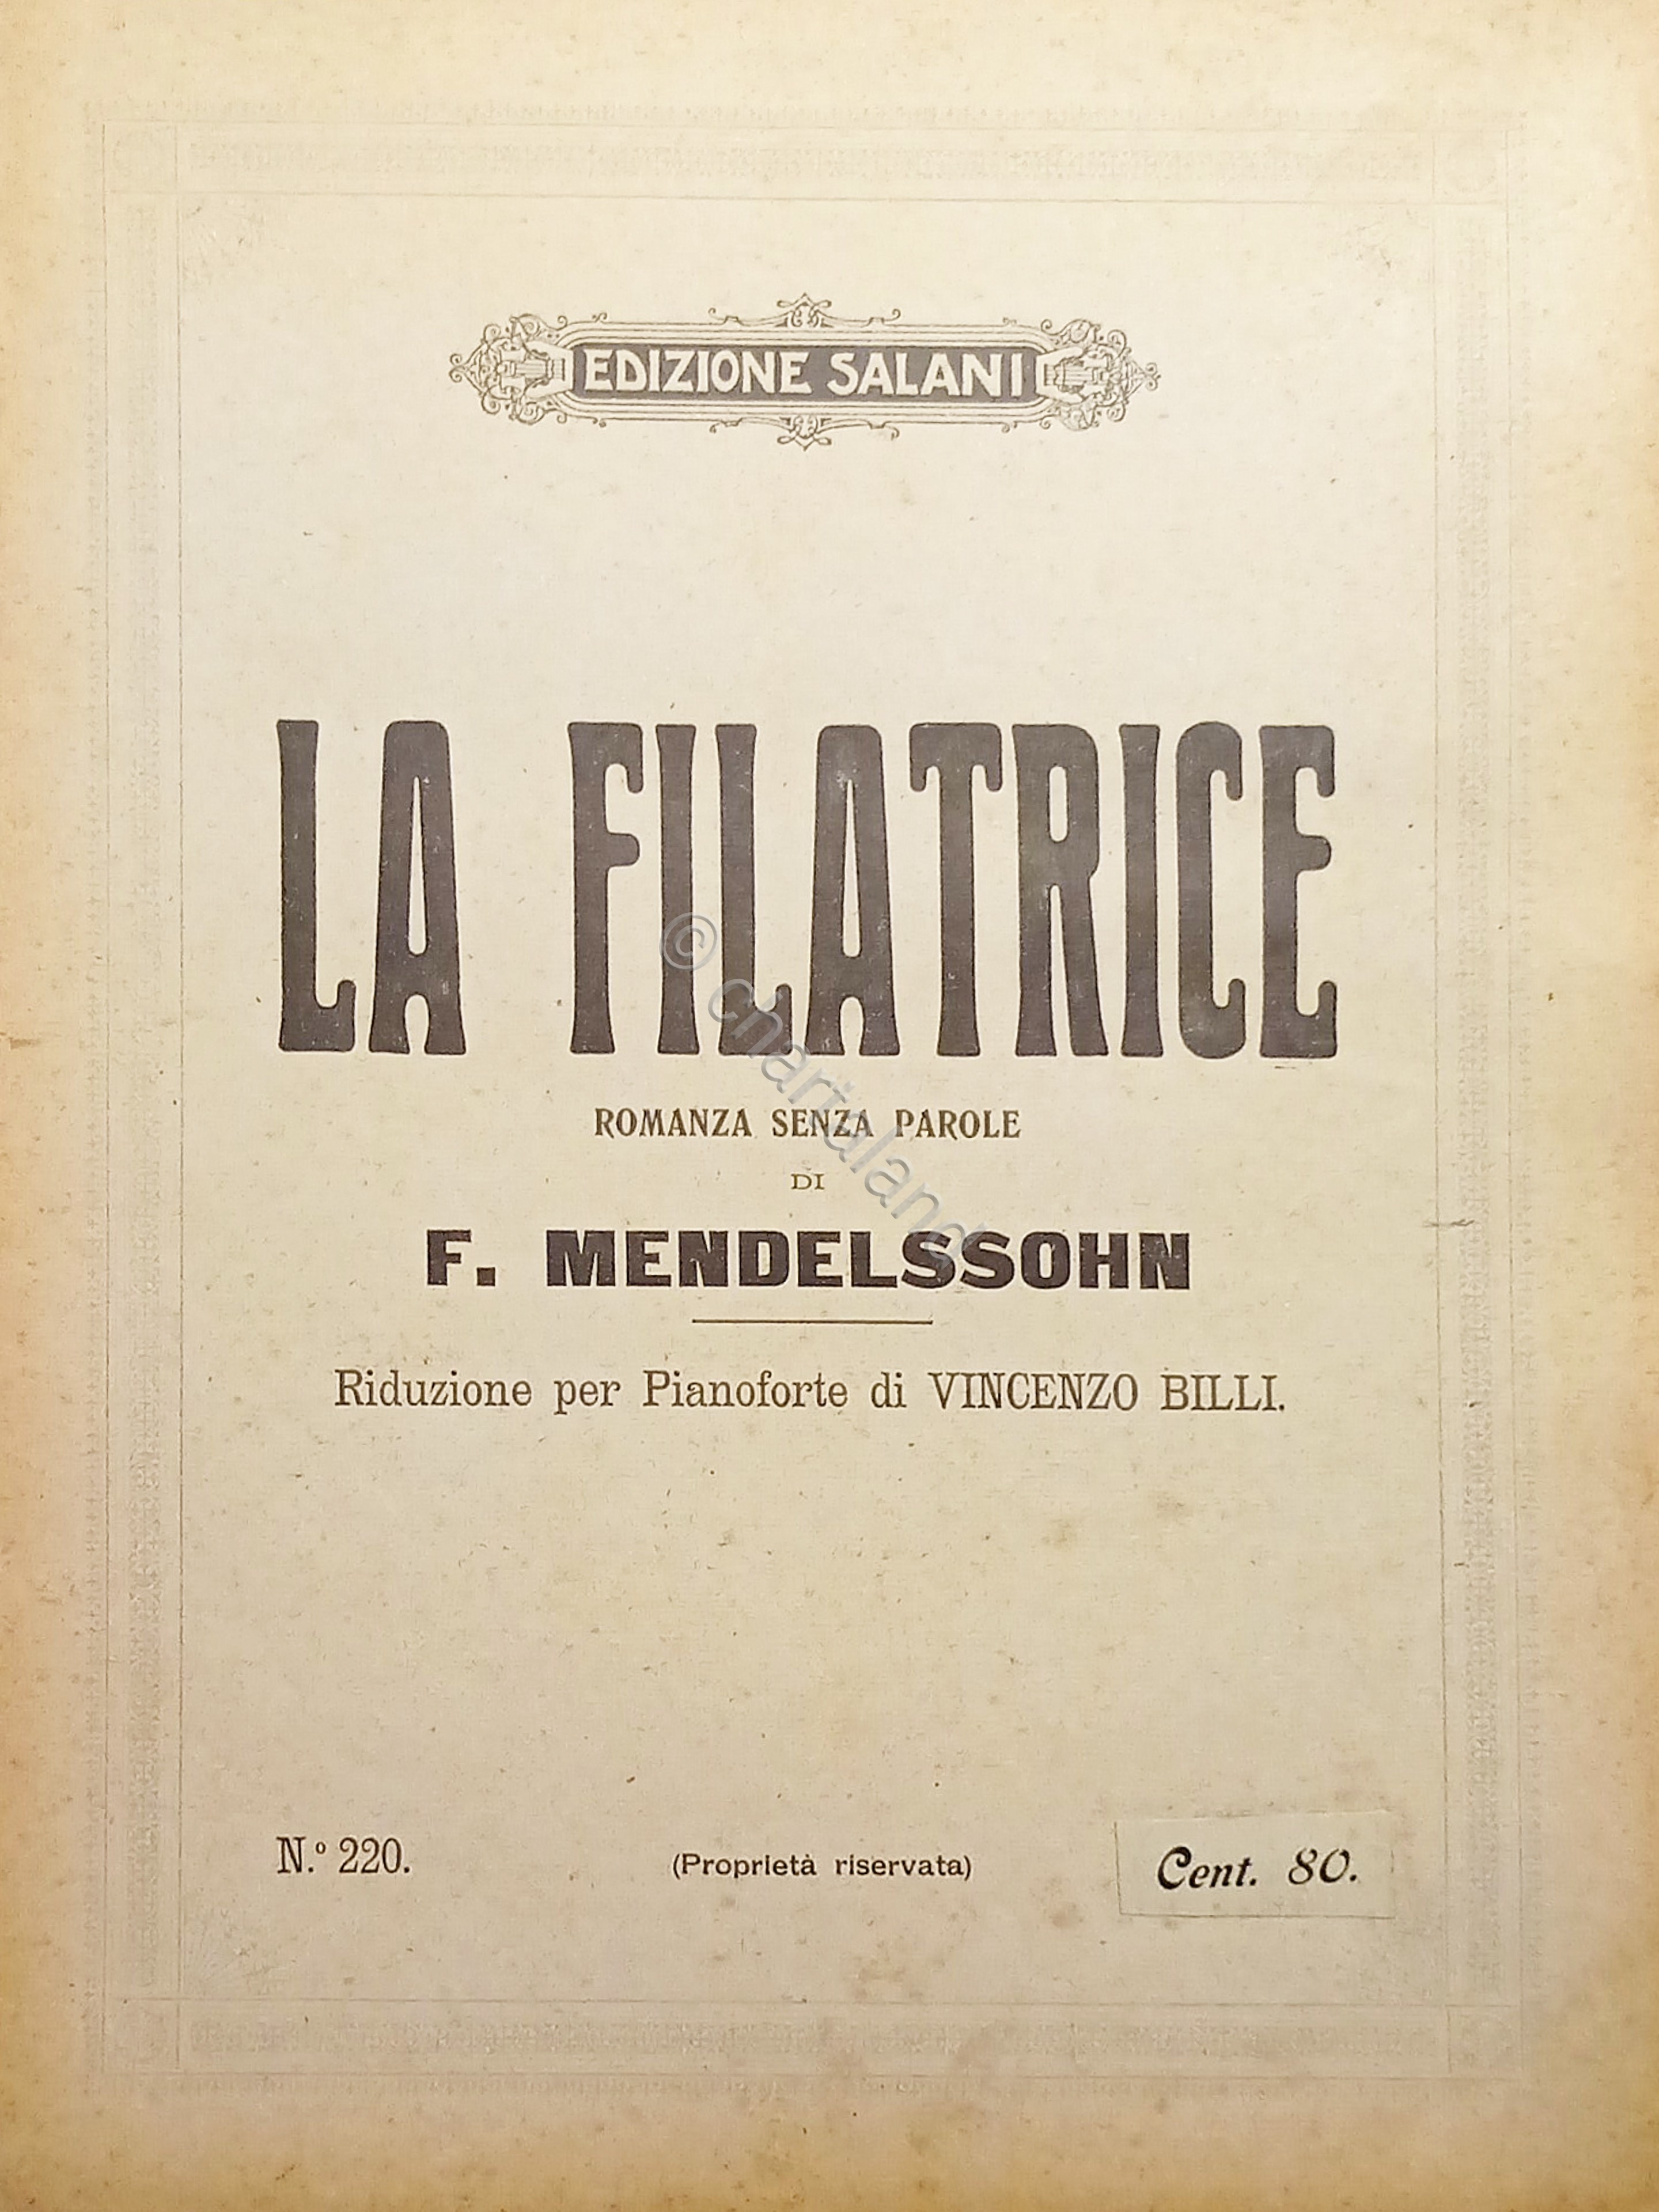 EDIZIONE SALANI
LA FILATRICE
ROMANZA SENZA PAROLE
DI
F. MENDELSSOHN
Riduzione per Pianoforte di VINCENZO BILLI.
N.º 220.
(Proprietà riservata)
Cent. 80.
© chartaland